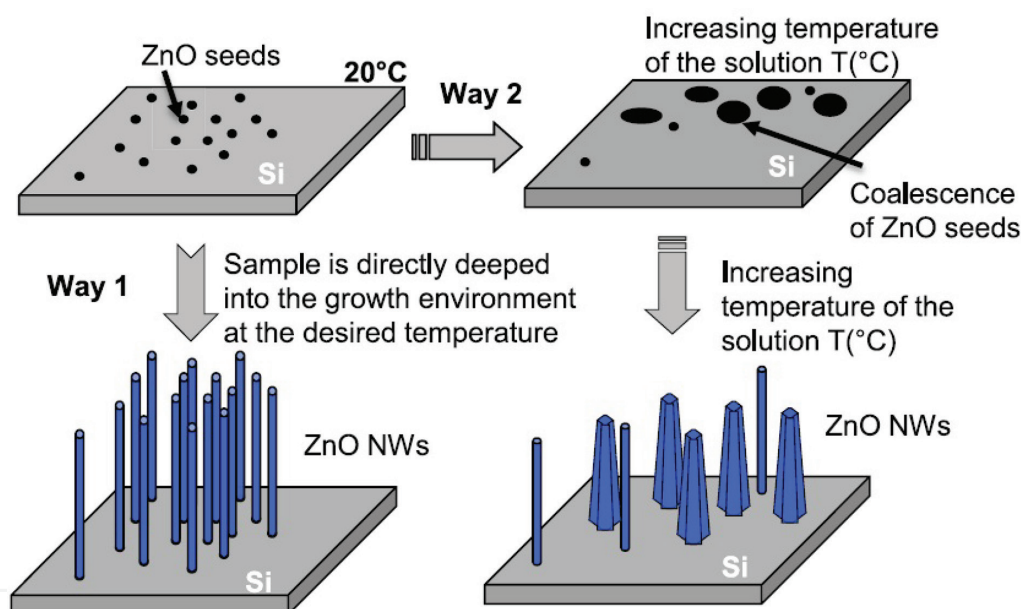 ZnO seeds
20°C
Si
Way 2
Increasing temperature
of the solution T(°C)
Si
Coalescence
of ZnO seeds
Way 1
Sample is directly deeped
into the growth environment
at the desired temperature
Increasing
temperature of the
solution T(°C)
ZnO NWs
Si
ZnO NWs
Si